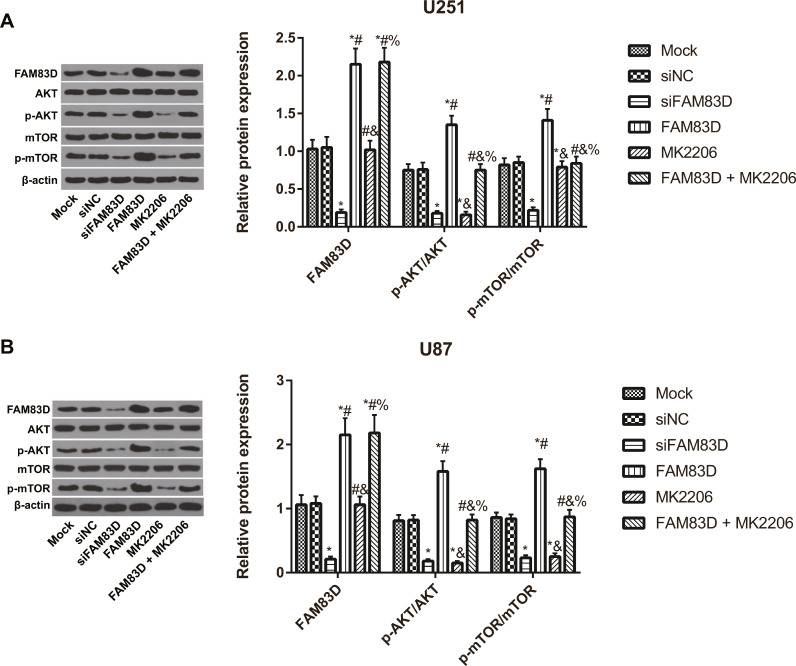 A
U251
FAM83D
AKT
p-AKT
mTOR
p-mTOR
β-actin
Mock
siNC
siFAM83D
FAM83D
MK2206
FAM83D + MK2206
Relative protein expression
2.5
2.0
1.5
1.0
0.5
0.0
*
*#
#&
*#%
*
*#
*&
#&%
*
*#
*&
#&%
FAM83D
p-AKT/AKT
p-mTOR/mTOR
Mock
siNC
siFAM83D
FAM83D
MK2206
FAM83D + MK2206
B
U87
FAM83D
AKT
p-AKT
mTOR
p-mTOR
β-actin
Mock
siNC
siFAM83D
FAM83D
MK2206
FAM83D + MK2206
Relative protein expression
3
2
1
0
*
*#
#&
*#%
*
*#
*&
#&%
*
*#
*&
#&%
FAM83D
p-AKT/AKT
p-mTOR/mTOR
Mock
siNC
siFAM83D
FAM83D
MK2206
FAM83D + MK2206